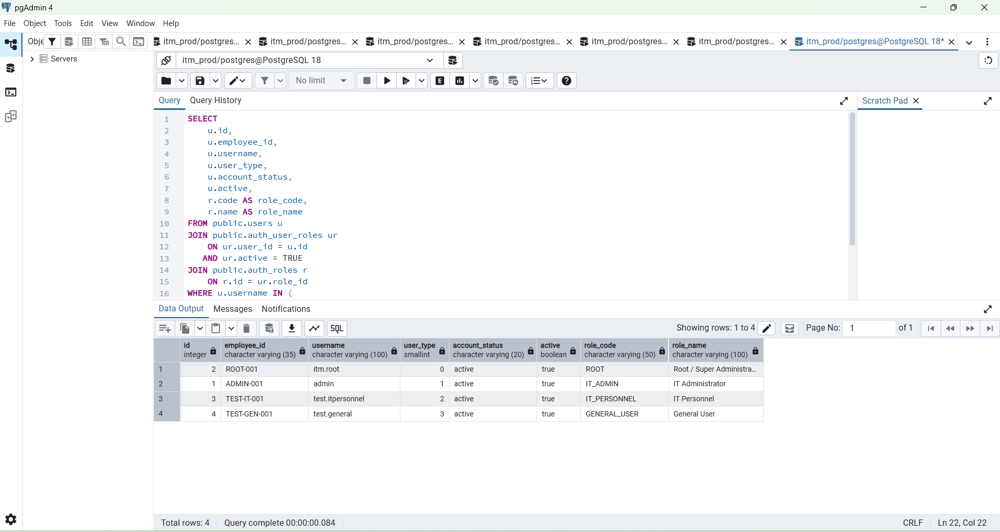 pgAdmin 4
File Object Tools Edit View Window Help
Obje
itm_prod/postgres... itm_prod/postgres... itm_prod/postgres... itm_prod/postgres... itm_prod/postgres... itm_prod/postgres... itm_prod/postgres@PostgreSQL 18*
Servers
itm_prod/postgres@PostgreSQL 18
No limit
E
Query Query History
Scratch Pad
1 SELECT
2 u.id,
3 u.employee_id,
4 u.username,
5 u.user_type,
6 u.account_status,
7 u.active,
8 r.code AS role_code,
9 r.name AS role_name
10 FROM public.users u
11 JOIN public.auth_user_roles ur
12 ON ur.user_id = u.id
13 AND ur.active = TRUE
14 JOIN public.auth_roles r
15 ON r.id = ur.role_id
16 WHERE u.username IN (
Data Output Messages Notifications
SQL
Showing rows: 1 to 4 Page No: 1 of 1
id employee_id username user_type account_status active role_code role_name
integer character varying (35) character varying (100) smallint character varying (20) boolean character varying (50) character varying (100)
1 2 ROOT-001 itm.root 0 active true ROOT Root / Super Administra...
2 1 ADMIN-001 admin 1 active true IT_ADMIN IT Administrator
3 3 TEST-IT-001 test.itpersonnel 2 active true IT_PERSONNEL IT Personnel
4 4 TEST-GEN-001 test.general 3 active true GENERAL_USER General User
Total rows: 4 Query complete 00:00:00.084 CRLF Ln 22, Col 22